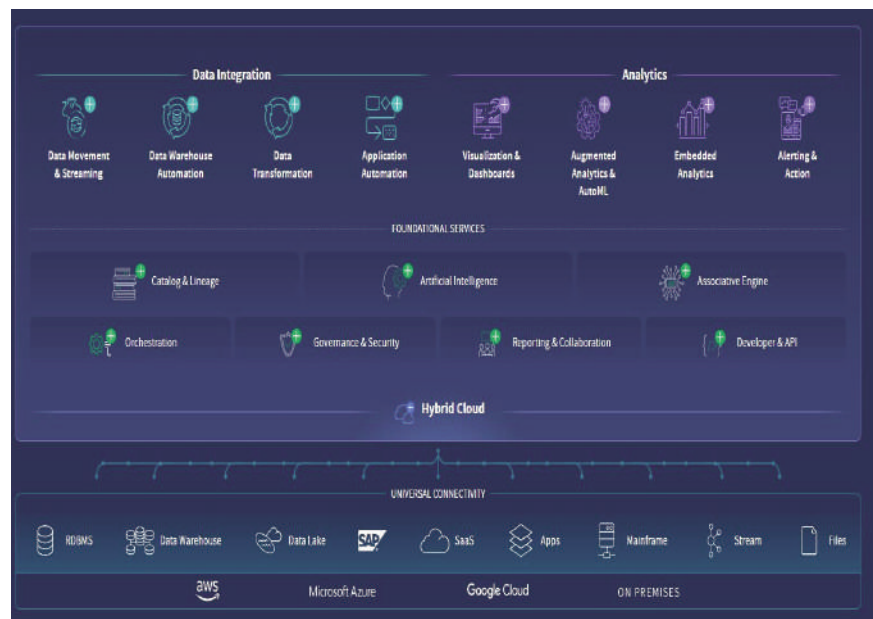 Data Integration
Analytics
Data Movement
& Streaming
Data Warehouse
Automation
Data
Transformation
Application
Automation
Visualization &
Dashboards
Augmented
Analytics &
AutoML
Embedded
Analytics
Alerting &
Action
FOUNDATIONAL SERVICES
Catalog & Lineage
Artificial Intelligence
Associative Engine
Orchestration
Governance & Security
Reporting & Collaboration
Developer & API
Hybrid Cloud
UNIVERSAL CONNECTIVITY
RDBMS
Data Warehouse
Data Lake
SAP
SaaS
Apps
Mainframe
Stream
Files
aws
Microsoft Azure
Google Cloud
ON PREMISES